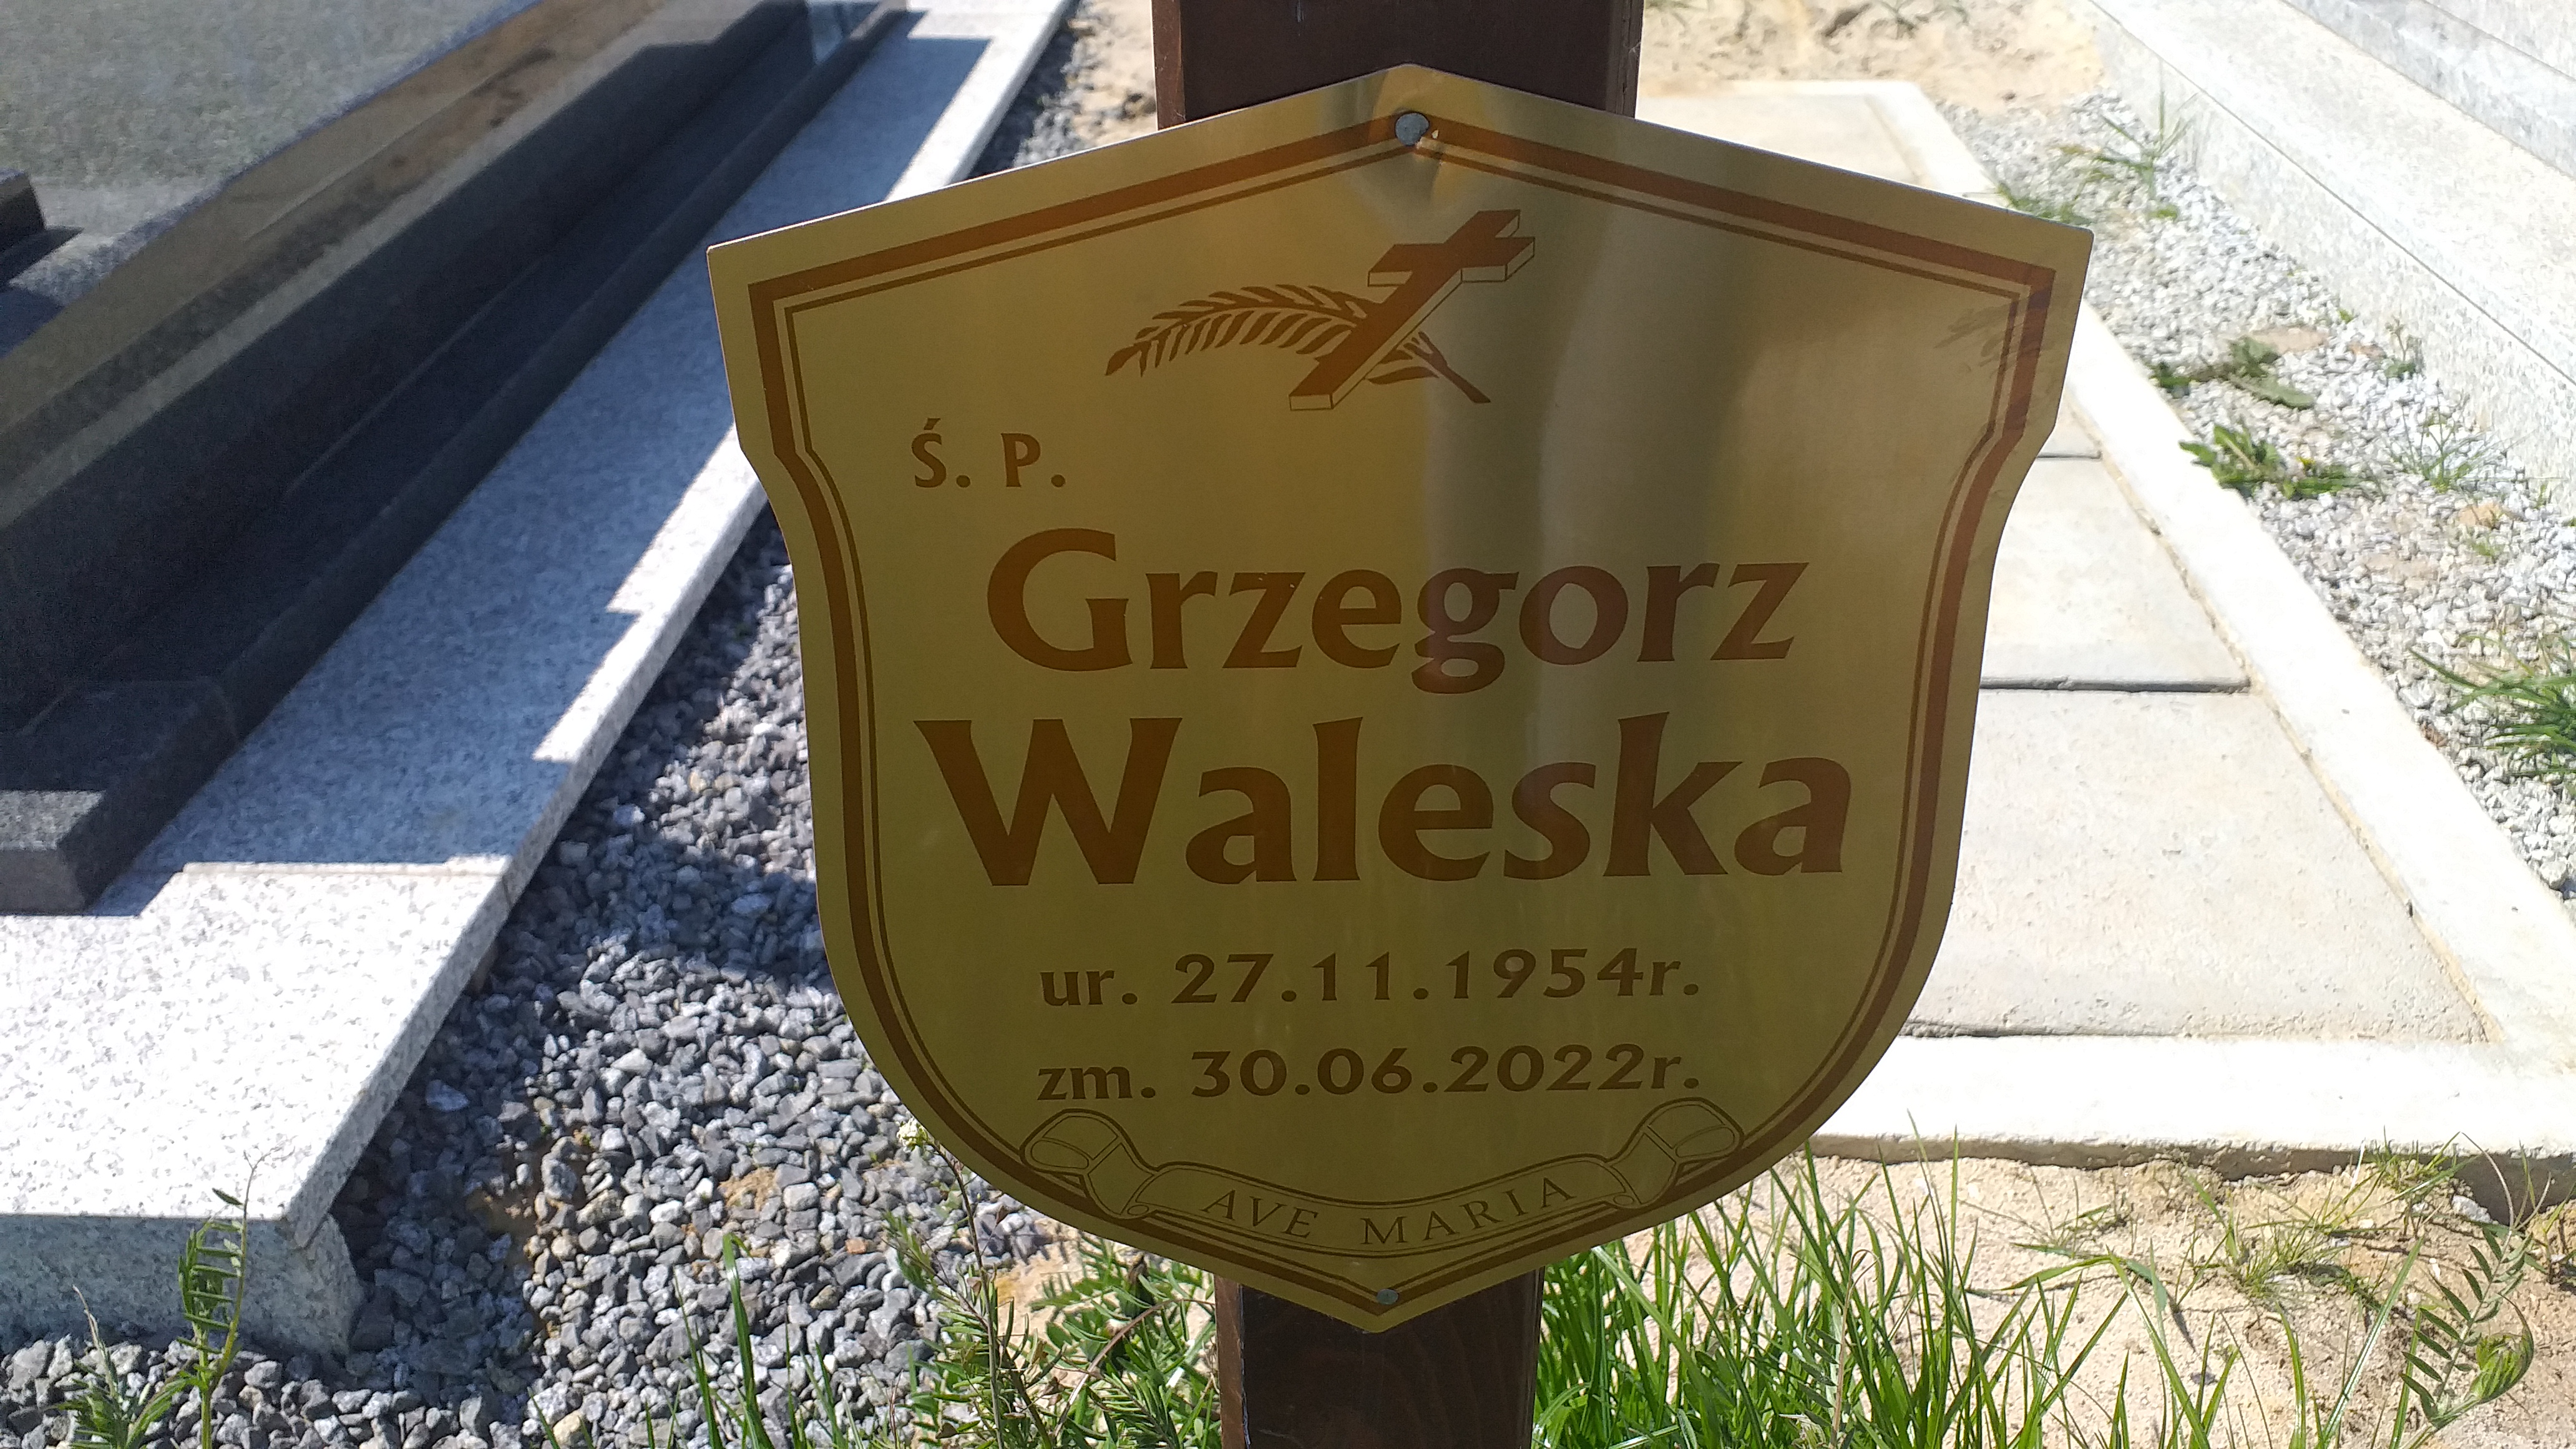 Ś. P.
Grzegorz
Waleska
ur. 27.11.1954r.
zm. 30.06.2022r.
AVE MARIA